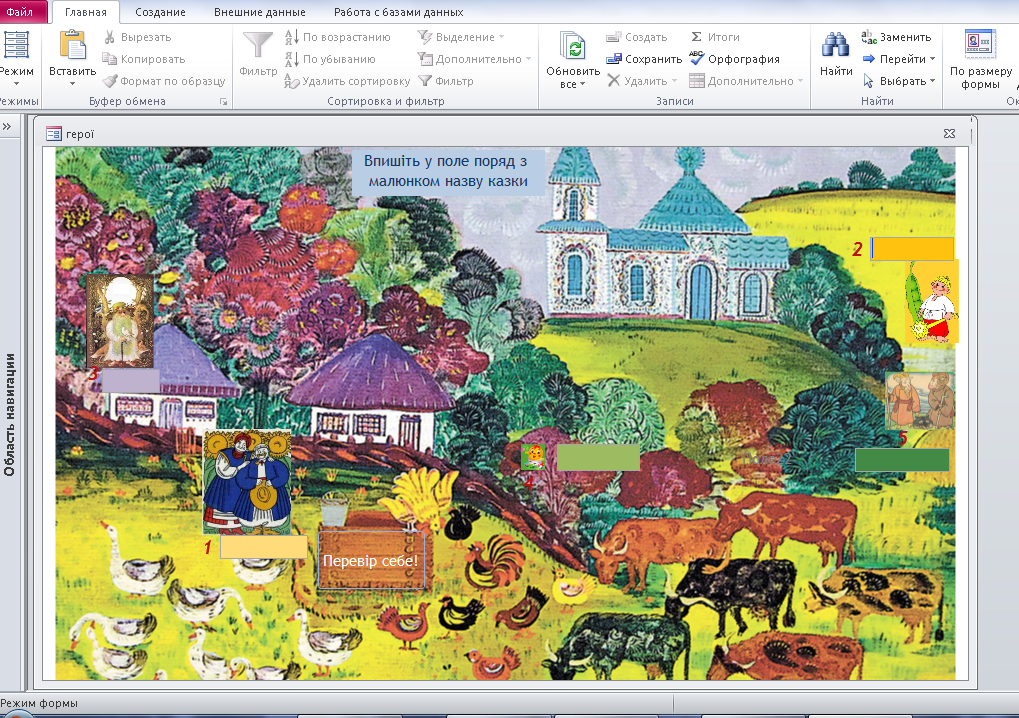 Файл Главная Создание Внешние данные Работа с базами данных
Режим
Режимы
Вставить
Вырезать
Копировать
Формат по образцу
Буфер обмена
Фильтр
По возрастанию
По убыванию
Удалить сортировку
Выделение
Дополнительно
Фильтр
Сортировка и фильтр
Обновить
все
Создать
Сохранить
Удалить
Итоги
Орфография
Дополнительно
Записи
Найти
Заменить
Перейти
Выбрать
Найти
По размеру
формы
Ок
герої
Область навигации
Впишіть у поле поряд з
малюнком назву казки
2
3
5
4
1
Перевір себе!
Режим формы